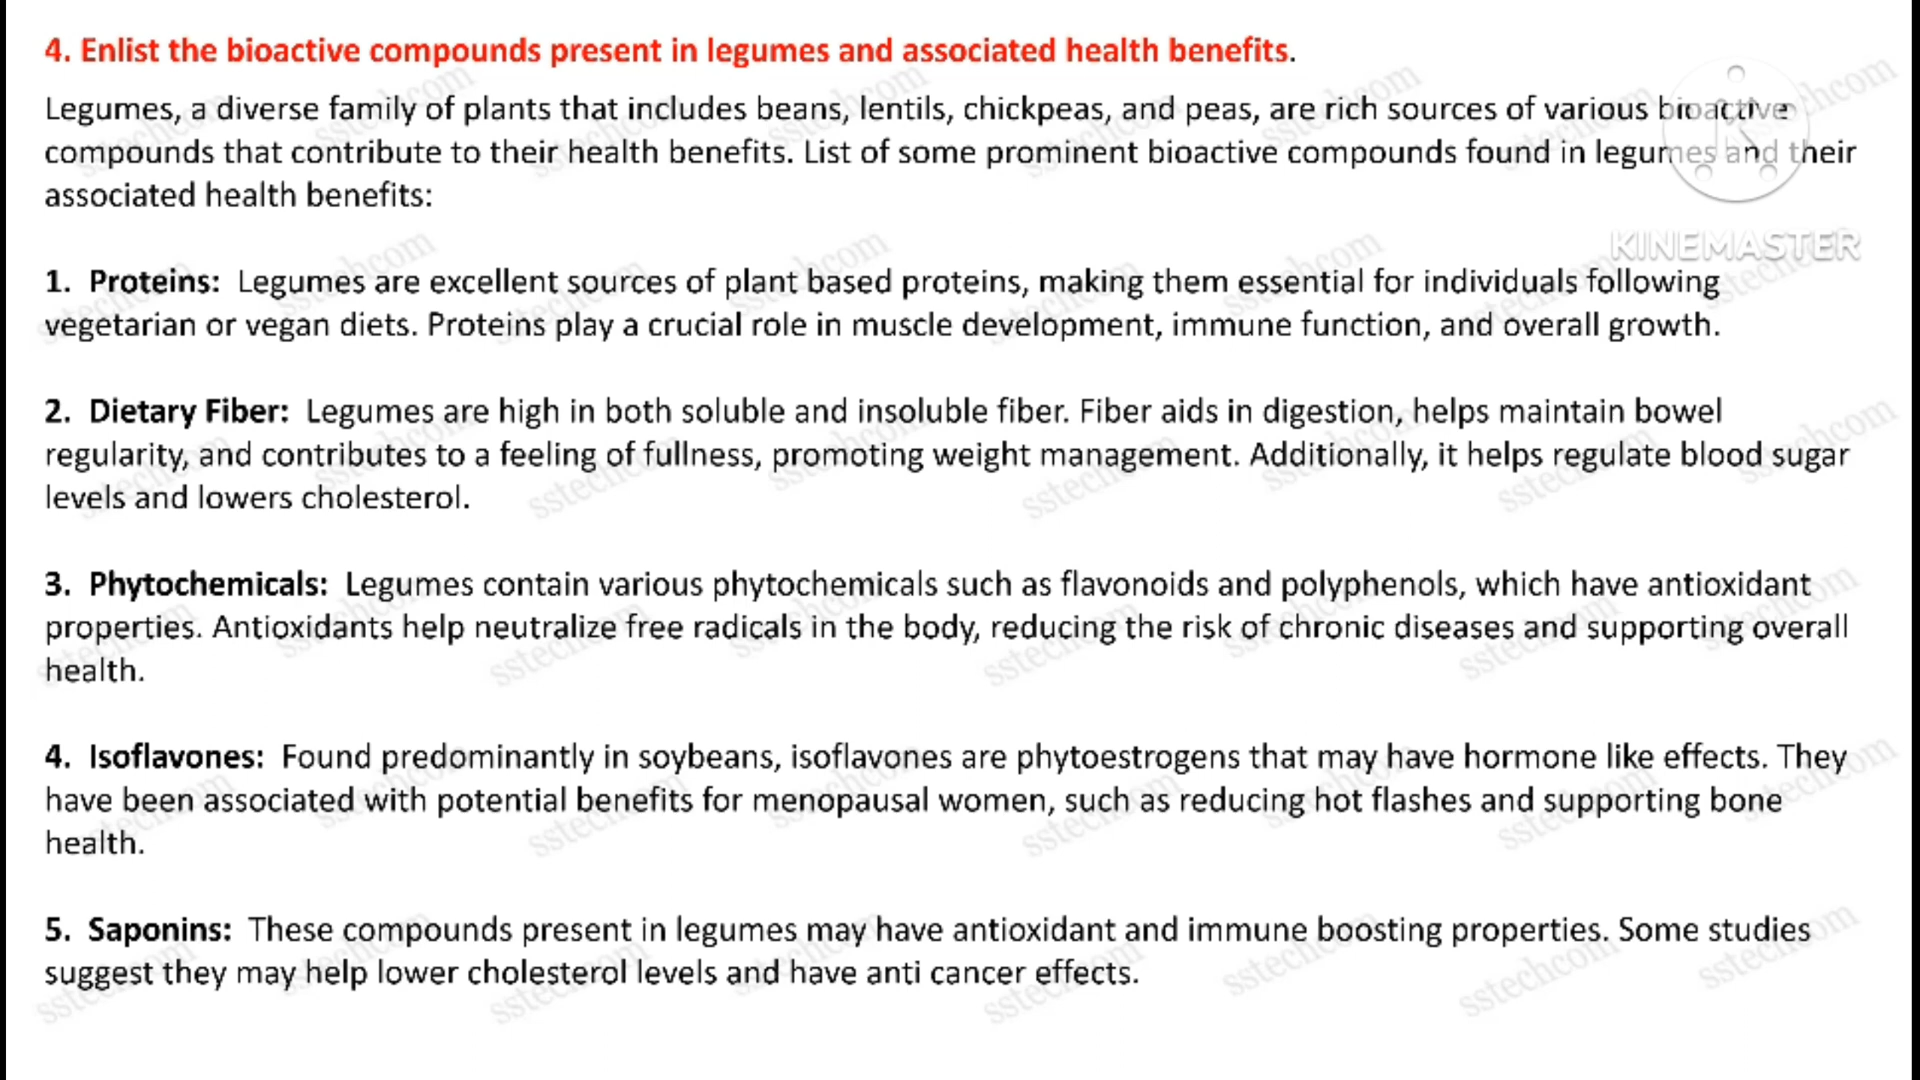 4. Enlist the bioactive compounds present in legumes and associated health benefits.
Legumes, a diverse family of plants that includes beans, lentils, chickpeas, and peas, are rich sources of various bioactive
compounds that contribute to their health benefits. List of some prominent bioactive compounds found in legumes and their
associated health benefits:
KINEMASTER
1. Proteins: Legumes are excellent sources of plant based proteins, making them essential for individuals following
vegetarian or vegan diets. Proteins play a crucial role in muscle development, immune function, and overall growth.
2. Dietary Fiber: Legumes are high in both soluble and insoluble fiber. Fiber aids in digestion, helps maintain bowel
regularity, and contributes to a feeling of fullness, promoting weight management. Additionally, it helps regulate blood sugar
levels and lowers cholesterol.
3. Phytochemicals: Legumes contain various phytochemicals such as flavonoids and polyphenols, which have antioxidant
properties. Antioxidants help neutralize free radicals in the body, reducing the risk of chronic diseases and supporting overall
health.
4. Isoflavones: Found predominantly in soybeans, isoflavones are phytoestrogens that may have hormone like effects. They
have been associated with potential benefits for menopausal women, such as reducing hot flashes and supporting bone
health.
5. Saponins: These compounds present in legumes may have antioxidant and immune boosting properties. Some studies
suggest they may help lower cholesterol levels and have anti cancer effects.
sstechcom